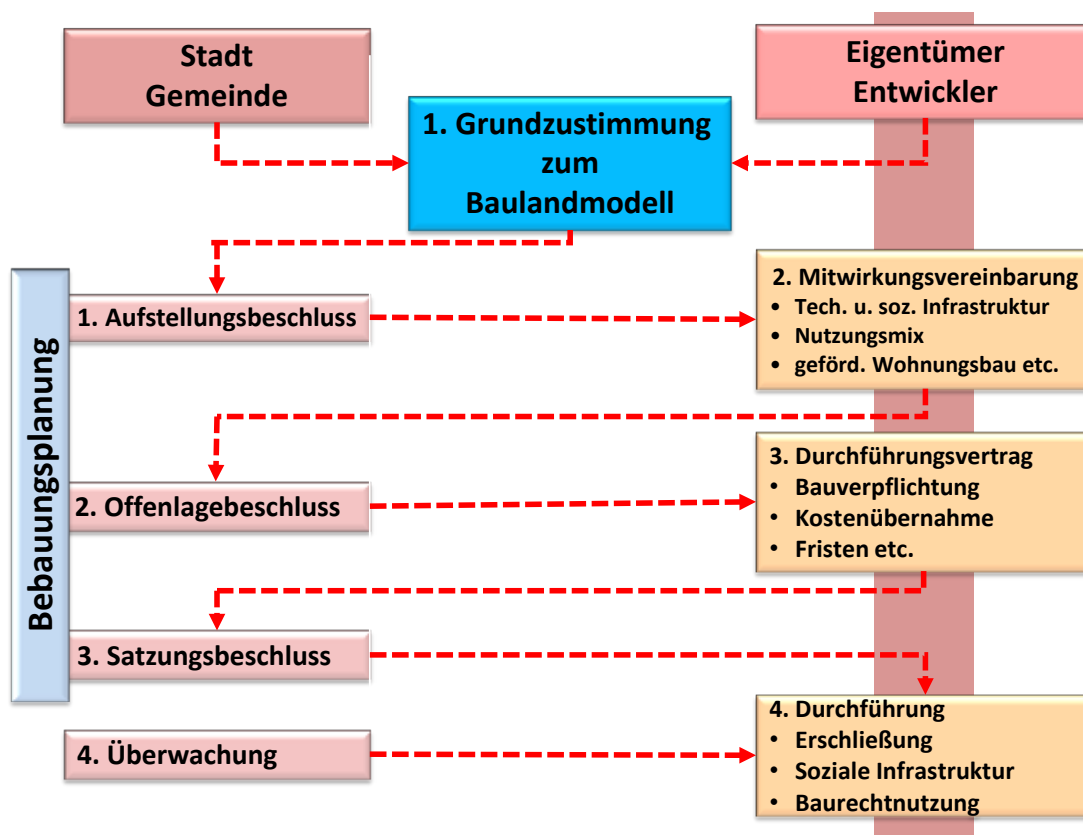 Stadt
Gemeinde
Eigentümer
Entwickler
1. Grundzustimmung
zum
Baulandmodell
Bebauungsplanung
1. Aufstellungsbeschluss
2. Mitwirkungsvereinbarung
• Tech. u. soz. Infrastruktur
• Nutzungsmix
• geförd. Wohnungsbau etc.
2. Offenlagebeschluss
3. Durchführungsvertrag
• Bauverpflichtung
• Kostenübernahme
• Fristen etc.
3. Satzungsbeschluss
4. Überwachung
4. Durchführung
• Erschließung
• Soziale Infrastruktur
• Baurechtnutzung